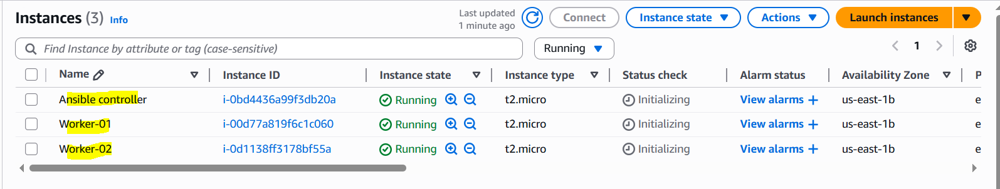 Instances (3) Info Last updated 1 minute ago Connect Instance state Actions Launch instances
Find Instance by attribute or tag (case-sensitive) Running 1
Name Instance ID Instance state Instance type Status check Alarm status Availability Zone P
Ansible controller i-0bd4436a99f3db20a Running t2.micro Initializing View alarms + us-east-1b e
Worker-01 i-00d77a819f6c1c060 Running t2.micro Initializing View alarms + us-east-1b e
Worker-02 i-0d1138ff3178bf55a Running t2.micro Initializing View alarms + us-east-1b e